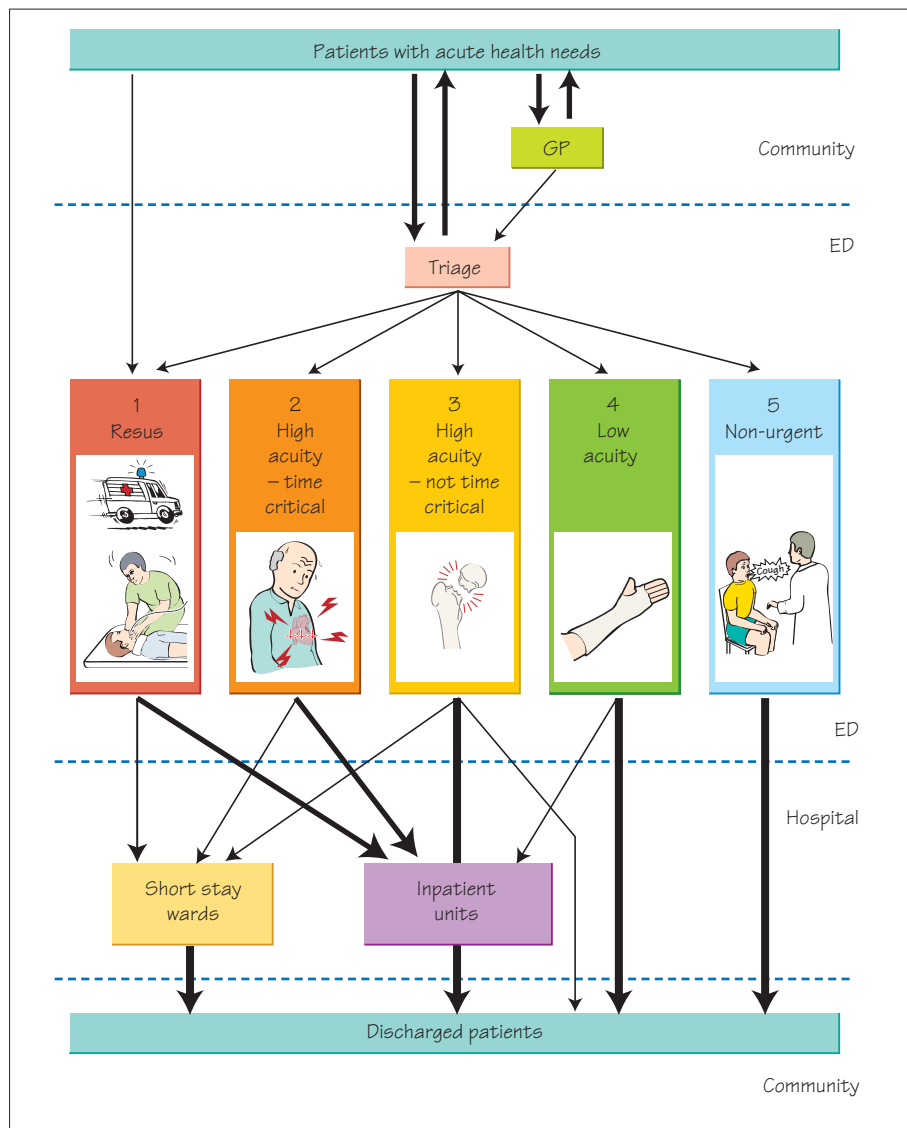 Patients with acute health needs
GP
Community
ED
Triage
1
Resus
2
High
acuity
– time
critical
3
High
acuity
– not time
critical
4
Low
acuity
5
Non-urgent
Cough
ED
Hospital
Short stay
wards
Inpatient
units
Discharged patients
Community